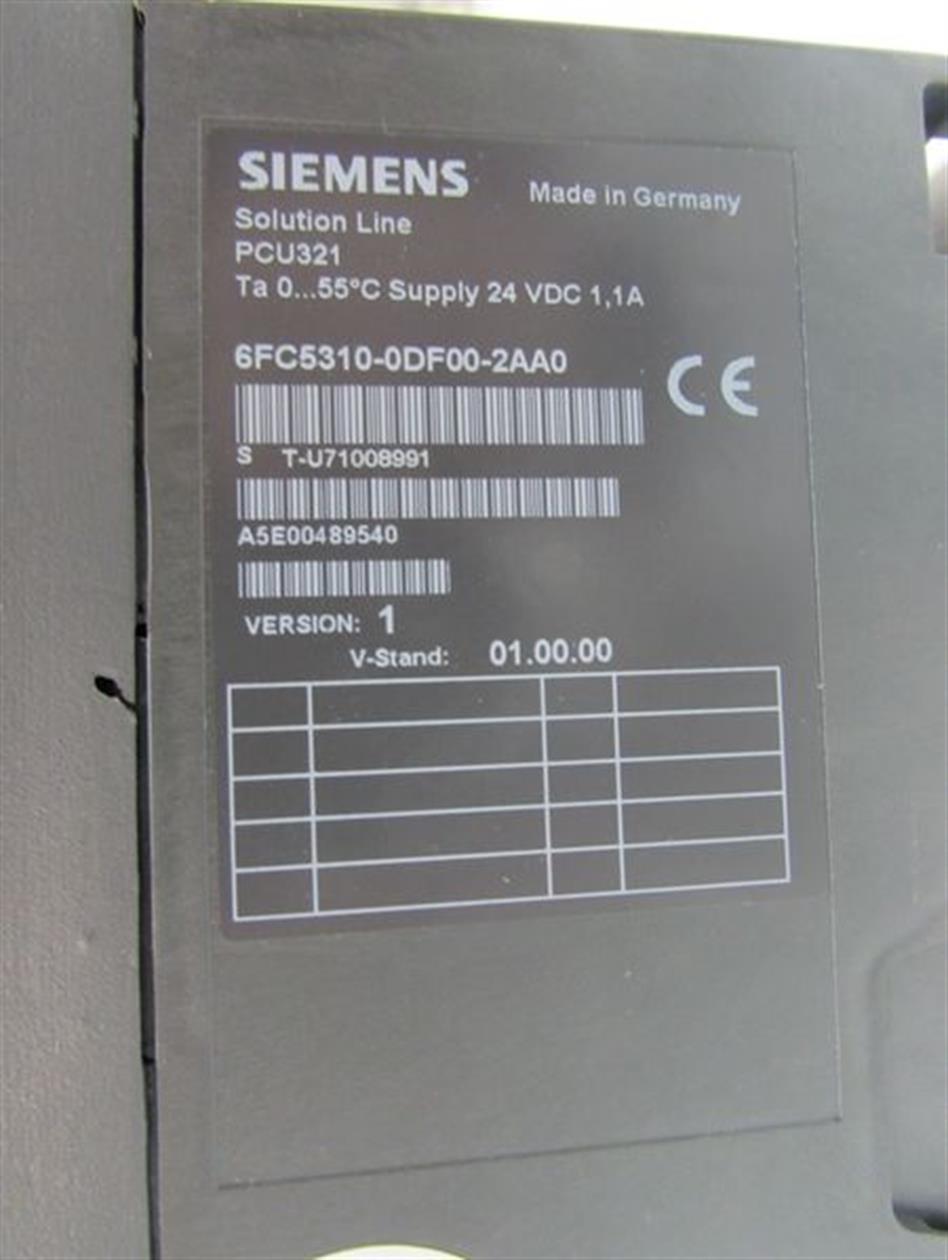 SIEMENS Made in Germany
Solution Line
PCU321
Ta 0...55°C Supply 24 VDC 1,1A
6FC5310-0DF00-2AA0
CE
S T-U71008991
A5E00489540
VERSION: 1
V-Stand: 01.00.00